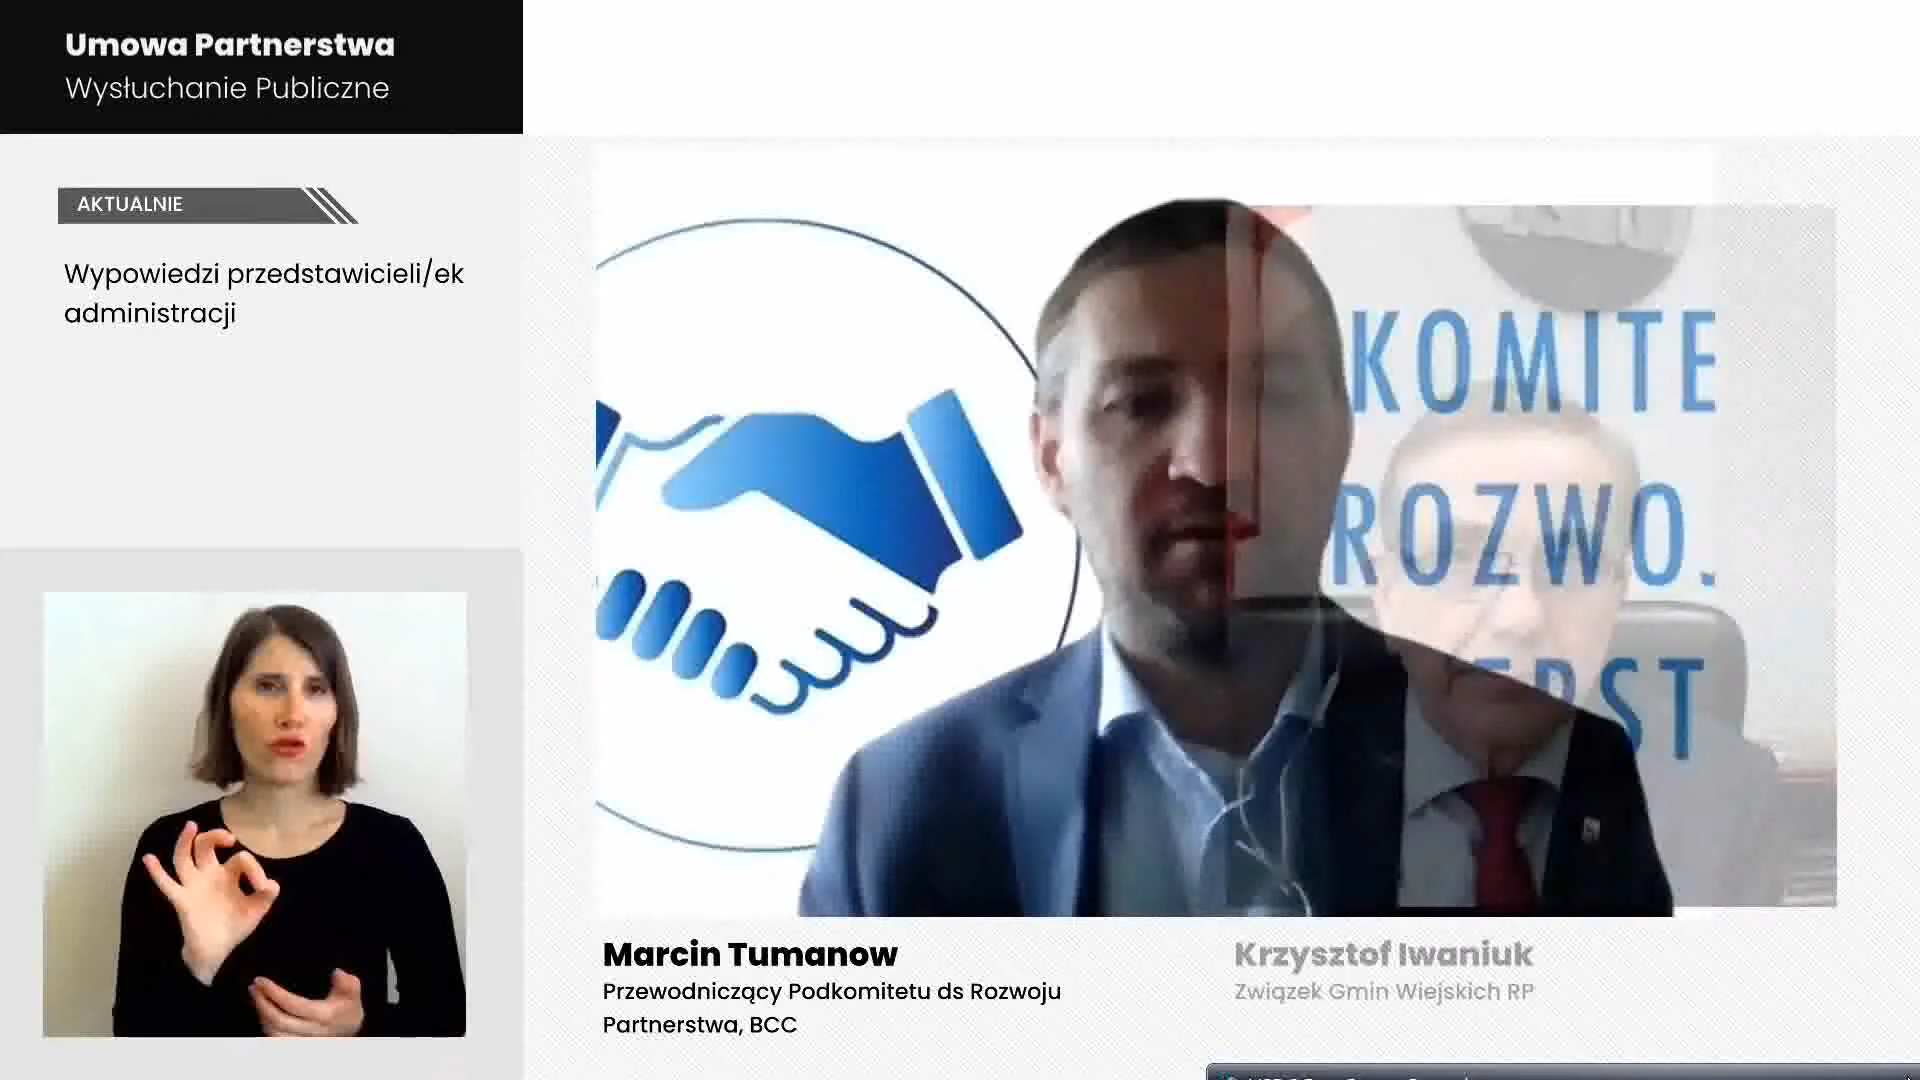 Umowa Partnerstwa
Wysłuchanie Publiczne
AKTUALNIE
Wypowiedzi przedstawicieli/ek
administracji
KOMITE
ROZWO.
ERST
Marcin Tumanow
Przewodniczący Podkomitetu ds Rozwoju
Partnerstwa, BCC
Krzysztof Iwaniuk
Związek Gmin Wiejskich RP